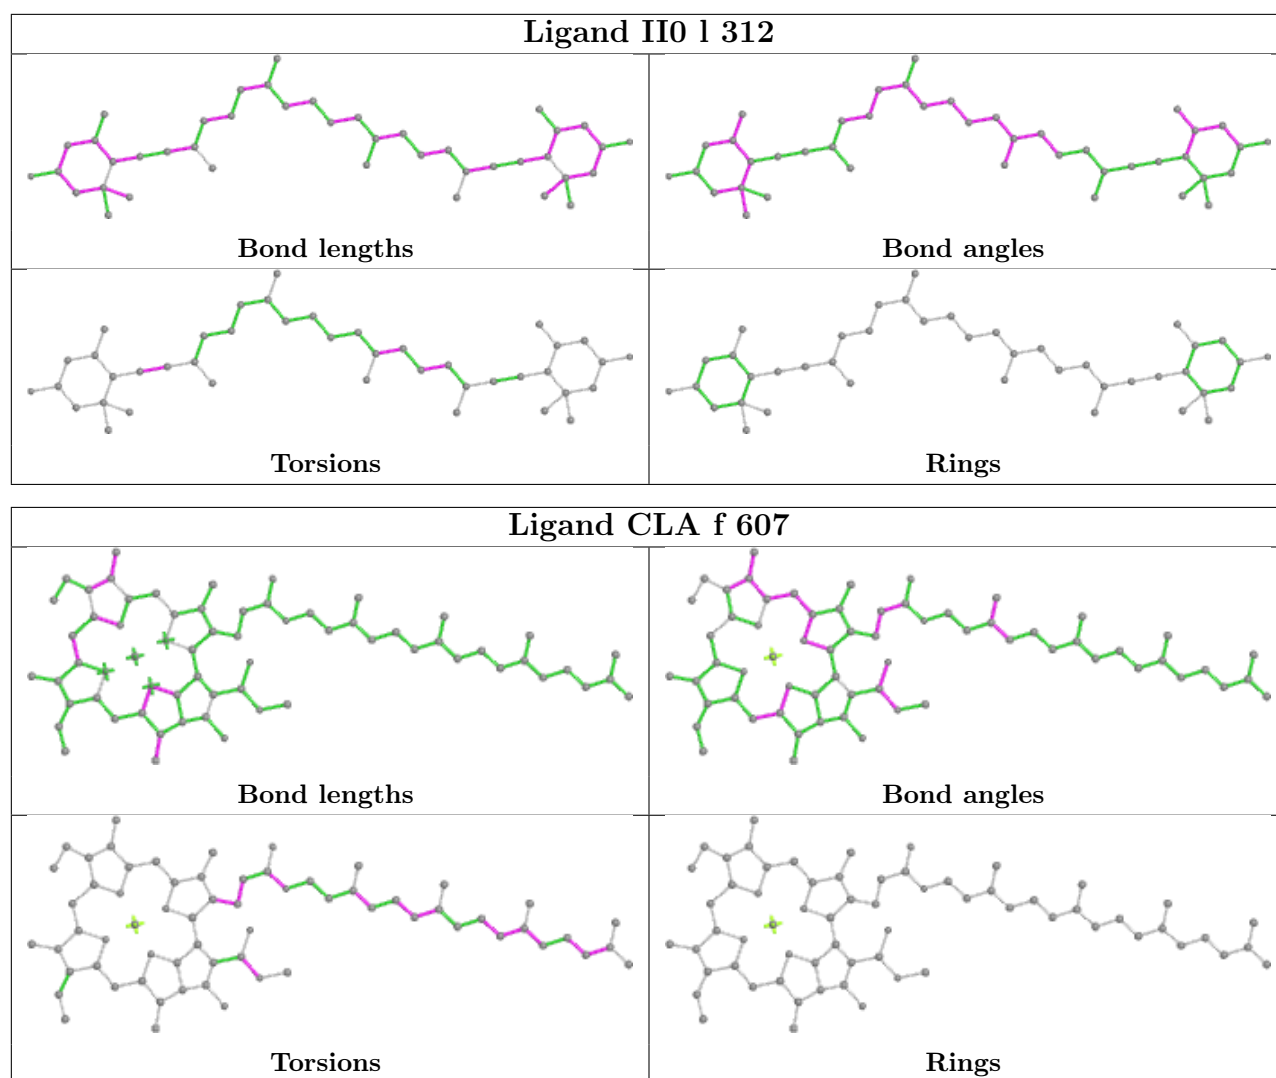 Ligand II0 l 312
Bond lengths
Bond angles
Torsions
Rings
Ligand CLA f 607
Bond lengths
Bond angles
Torsions
Rings